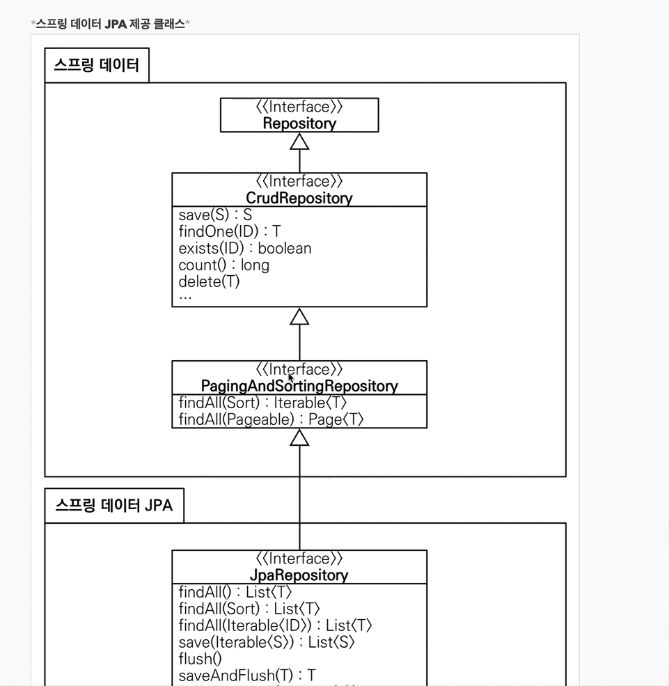 *스프링 데이터 JPA 제공 클래스*
스프링 데이터
<<Interface>>
Repository
<<Interface>>
CrudRepository
save(S) : S
findOne(ID) : T
exists(ID) : boolean
count() : long
delete(T)
...
<<Interface>>
PagingAndSortingRepository
findAll(Sort) : Iterable<T>
findAll(Pageable) : Page<T>
스프링 데이터 JPA
<<Interface>>
JpaRepository
findAll() : List<T>
findAll(Sort) : List<T>
findAll(Iterable<ID>) : List<T>
save(Iterable<S>) : List<S>
flush()
saveAndFlush(T) : T